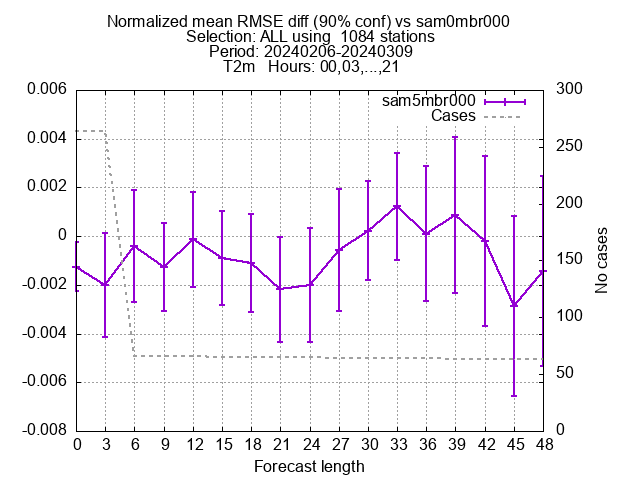 Normalized mean RMSE diff (90% conf) vs sam0mbr000
Selection: ALL using  1084 stations
Period: 20240206-20240309
T2m   Hours: 00,03,...,21
0.006
0.004
0.002
0
-0.002
-0.004
-0.006
-0.008
sam5mbr000
Cases
300
250
200
150
100
50
0
No cases
0 3 6 9 12 15 18 21 24 27 30 33 36 39 42 45 48
Forecast length